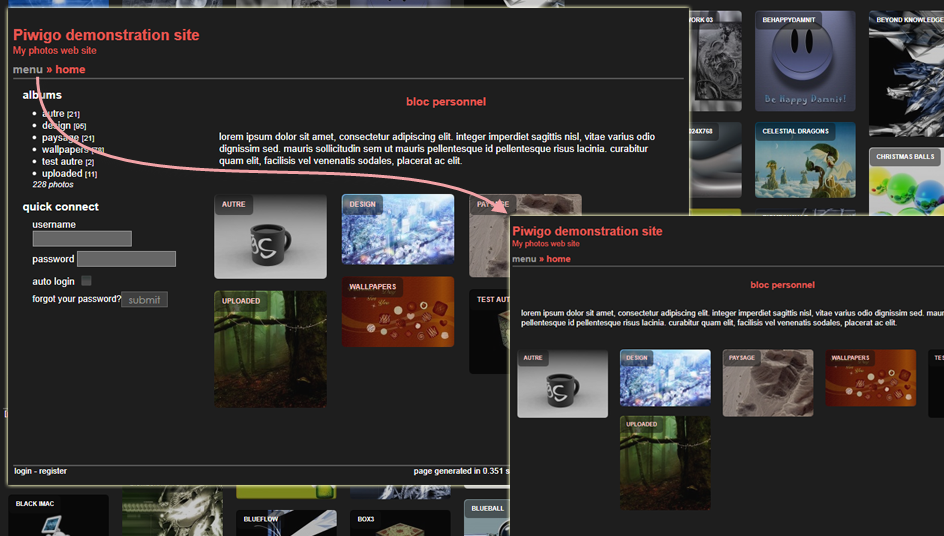 WORK 03
BEHAPPYDAMNIT
BEYOND KNOWLEDGE
Be happy Damnit!
CELESTIAL DRAGONS
CHRISTMAS BALLS
Piwigo demonstration site
My photos web site
menu » home
albums
autre [21]
design [95]
paysage [21]
wallpapers [78]
test autre [2]
uploaded [11]
228 photos
quick connect
username
password
auto login
forgot your password?
submit
bloc personnel
lorem ipsum dolor sit amet, consectetur adipiscing elit. integer imperdiet sagittis nisl, vitae varius odio
dignissim sed. mauris sollicitudin sem ut mauris pellentesque id pellentesque risus lacinia. curabitur
quam elit, facilisis vel venenatis sodales, placerat ac elit.
AUTRE
DESIGN
PAYSAGE
UPLOADED
WALLPAPERS
TEST AUT
login - register
page generated in 0.351 s
Piwigo demonstration site
My photos web site
menu » home
bloc personnel
lorem ipsum dolor sit amet, consectetur adipiscing elit. integer imperdiet sagittis nisl, vitae varius odio dignissim sed. maur
pellentesque id pellentesque risus lacinia. curabitur quam elit, facilisis vel venenatis sodales, placerat ac elit.
AUTRE
DESIGN
PAYSAGE
WALLPAPERS
TES
UPLOADED
BLACK IMAC
BLUEFLOW
BOX3
BLUEBALL